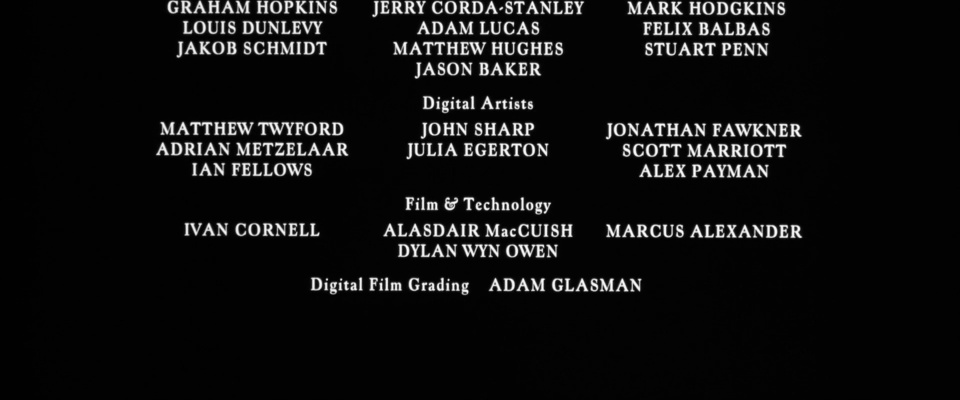 GRAHAM HOPKINS JERRY CORDA-STANLEY MARK HODGKINS
LOUIS DUNLEVY ADAM LUCAS FELIX BALBAS
JAKOB SCHMIDT MATTHEW HUGHES STUART PENN
JASON BAKER
Digital Artists
MATTHEW TWYFORD JOHN SHARP JONATHAN FAWKNER
ADRIAN METZELAAR JULIA EGERTON SCOTT MARRIOTT
IAN FELLOWS ALEX PAYMAN
Film & Technology
IVAN CORNELL ALASDAIR MacCUISH MARCUS ALEXANDER
DYLAN WYN OWEN
Digital Film Grading ADAM GLASMAN